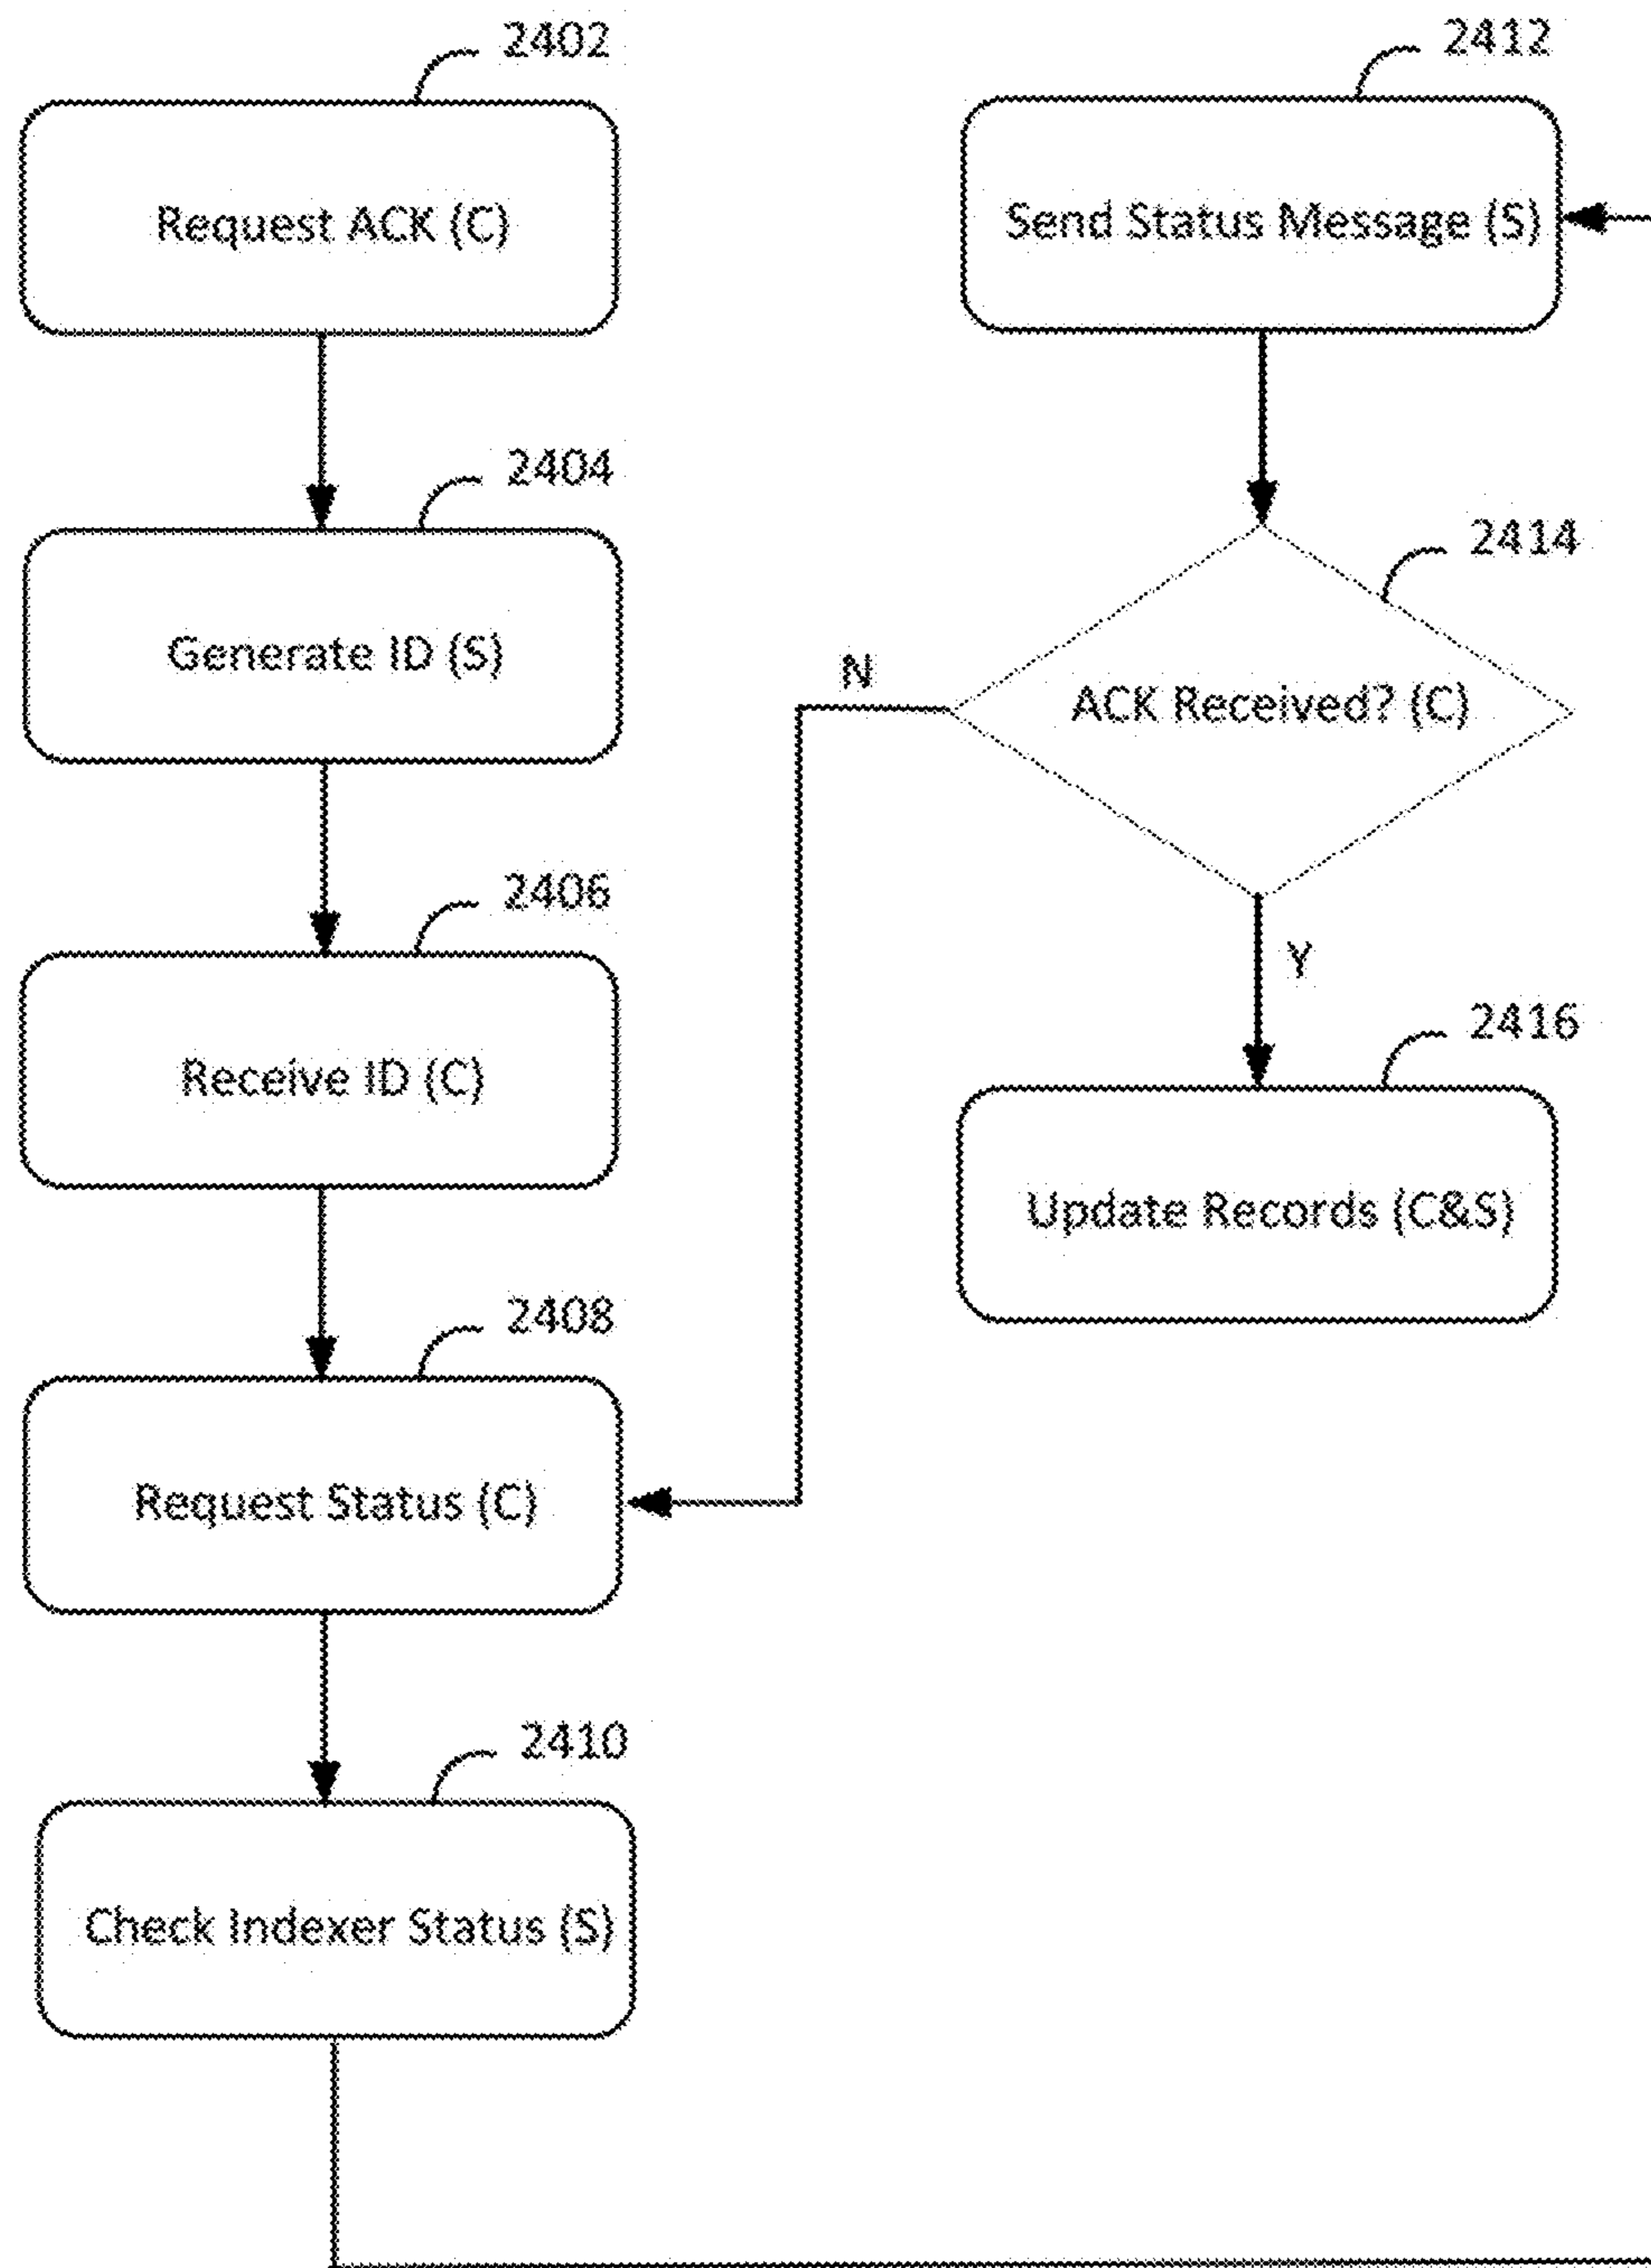 2402
Request ACK (C)
2404
Generate ID (S)
2406
Receive ID (C)
2408
Request Status (C)
2410
Check Indexer Status (S)
2412
Send Status Message (S)
2414
ACK Received? (C)
N
Y
2416
Update Records (C&S)